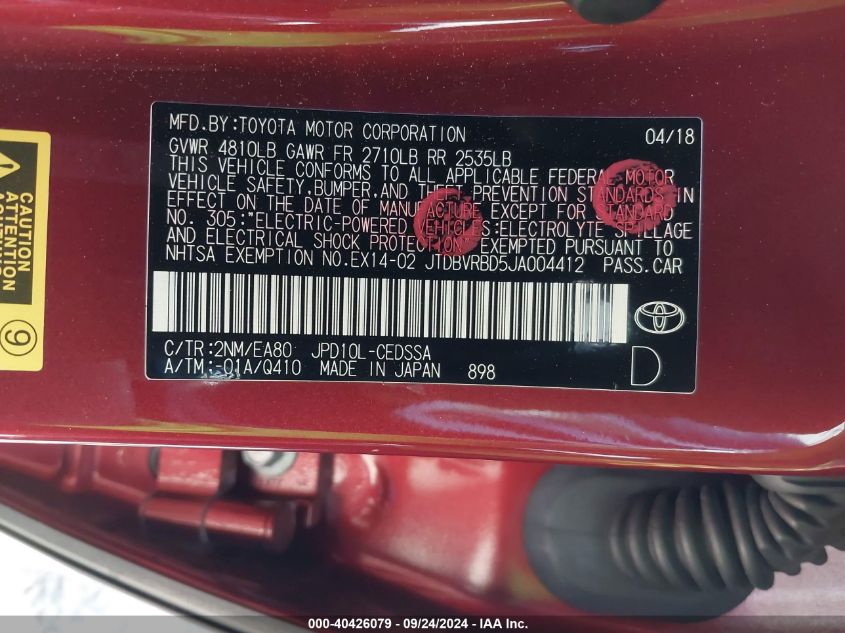 MFD.BY:TOYOTA MOTOR CORPORATION 04/18
GVWR 4810LB GAWR FR 2710LB RR 2535LB
THIS VEHICLE CONFORMS TO ALL APPLICABLE FEDERAL MOTOR
VEHICLE SAFETY,BUMPER,AND THEFT PREVENTION STANDARDS IN
EFFECT ON THE DATE OF MANUFACTURE EXCEPT FOR STANDARD
NO. 305:"ELECTRIC-POWERED VEHICLES:ELECTROLYTE SPILLAGE
AND ELECTRICAL SHOCK PROTECTION". EXEMPTED PURSUANT TO
NHTSA EXEMPTION NO.EX14-02 JTDBVRBD5JA004412 PASS.CAR
C/TR:2NM/EA80 JPD10L-CEDSSA
A/TM:-01A/Q410 MADE IN JAPAN 898
D
CAUTION
ATTENTION
9
000-40426079 - 09/24/2024 - IAA Inc.